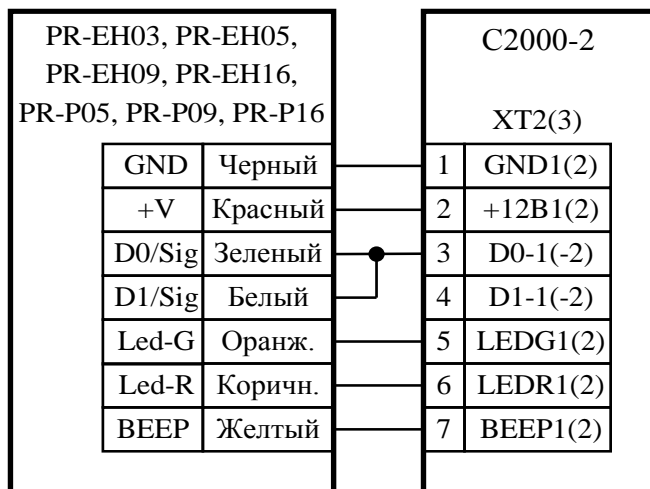 PR-EH03, PR-EH05,
PR-EH09, PR-EH16,
PR-P05, PR-P09, PR-P16
C2000-2
XT2(3)
GND Черный 1 GND1(2)
+V Красный 2 +12В1(2)
D0/Sig Зеленый 3 D0-1(-2)
D1/Sig Белый 4 D1-1(-2)
Led-G Оранж. 5 LEDG1(2)
Led-R Коричн. 6 LEDR1(2)
BEEP Желтый 7 BEEP1(2)